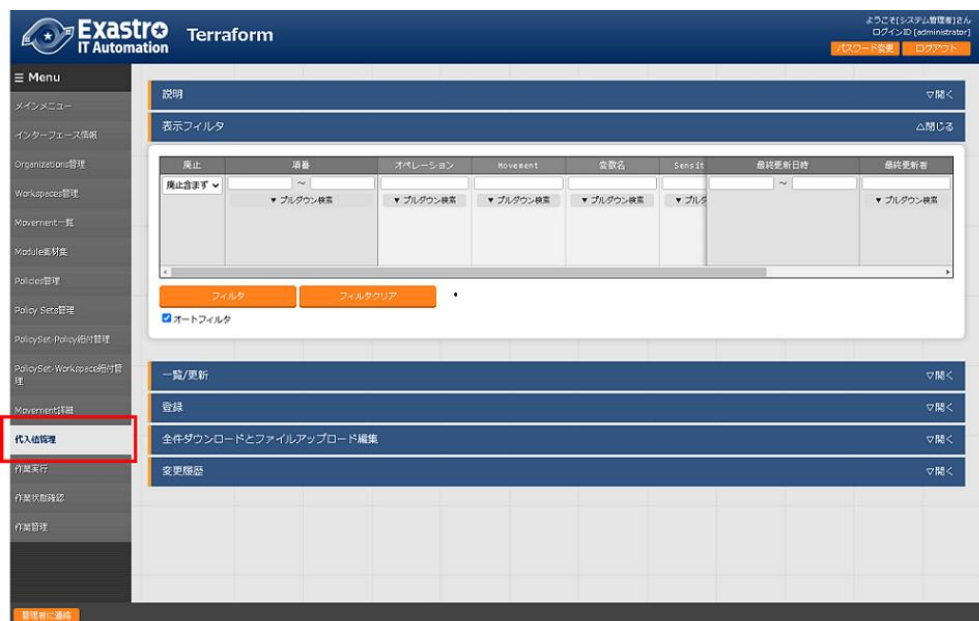 Exastro
IT Automation
Terraform
ようこそ[システム管理者]さん
ログインID [administrator]
パスワード変更
ログアウト
≡ Menu
メインメニュー
インターフェース情報
Organizations管理
Workspaces管理
Movement一覧
Module素材集
Policies管理
Policy Sets管理
PolicySet-Policy紐付管理
PolicySet-Workspace紐付管
理
Movement詳細
代入値管理
作業実行
作業状態確認
作業管理
管理者に連絡
説明
▽開く
表示フィルタ
△閉じる
廃止 項番 オペレーション Movement 変数名 Sensit 最終更新日時 最終更新者
廃止含まず ~ ~
▼ プルダウン検索 ▼ プルダウン検索 ▼ プルダウン検索 ▼ プルダウン検索 ▼ プルダ ▼ プルダウン検索
フィルタ
フィルタクリア
オートフィルタ
一覧/更新
▽開く
登録
▽開く
全件ダウンロードとファイルアップロード編集
▽開く
変更履歴
▽開く